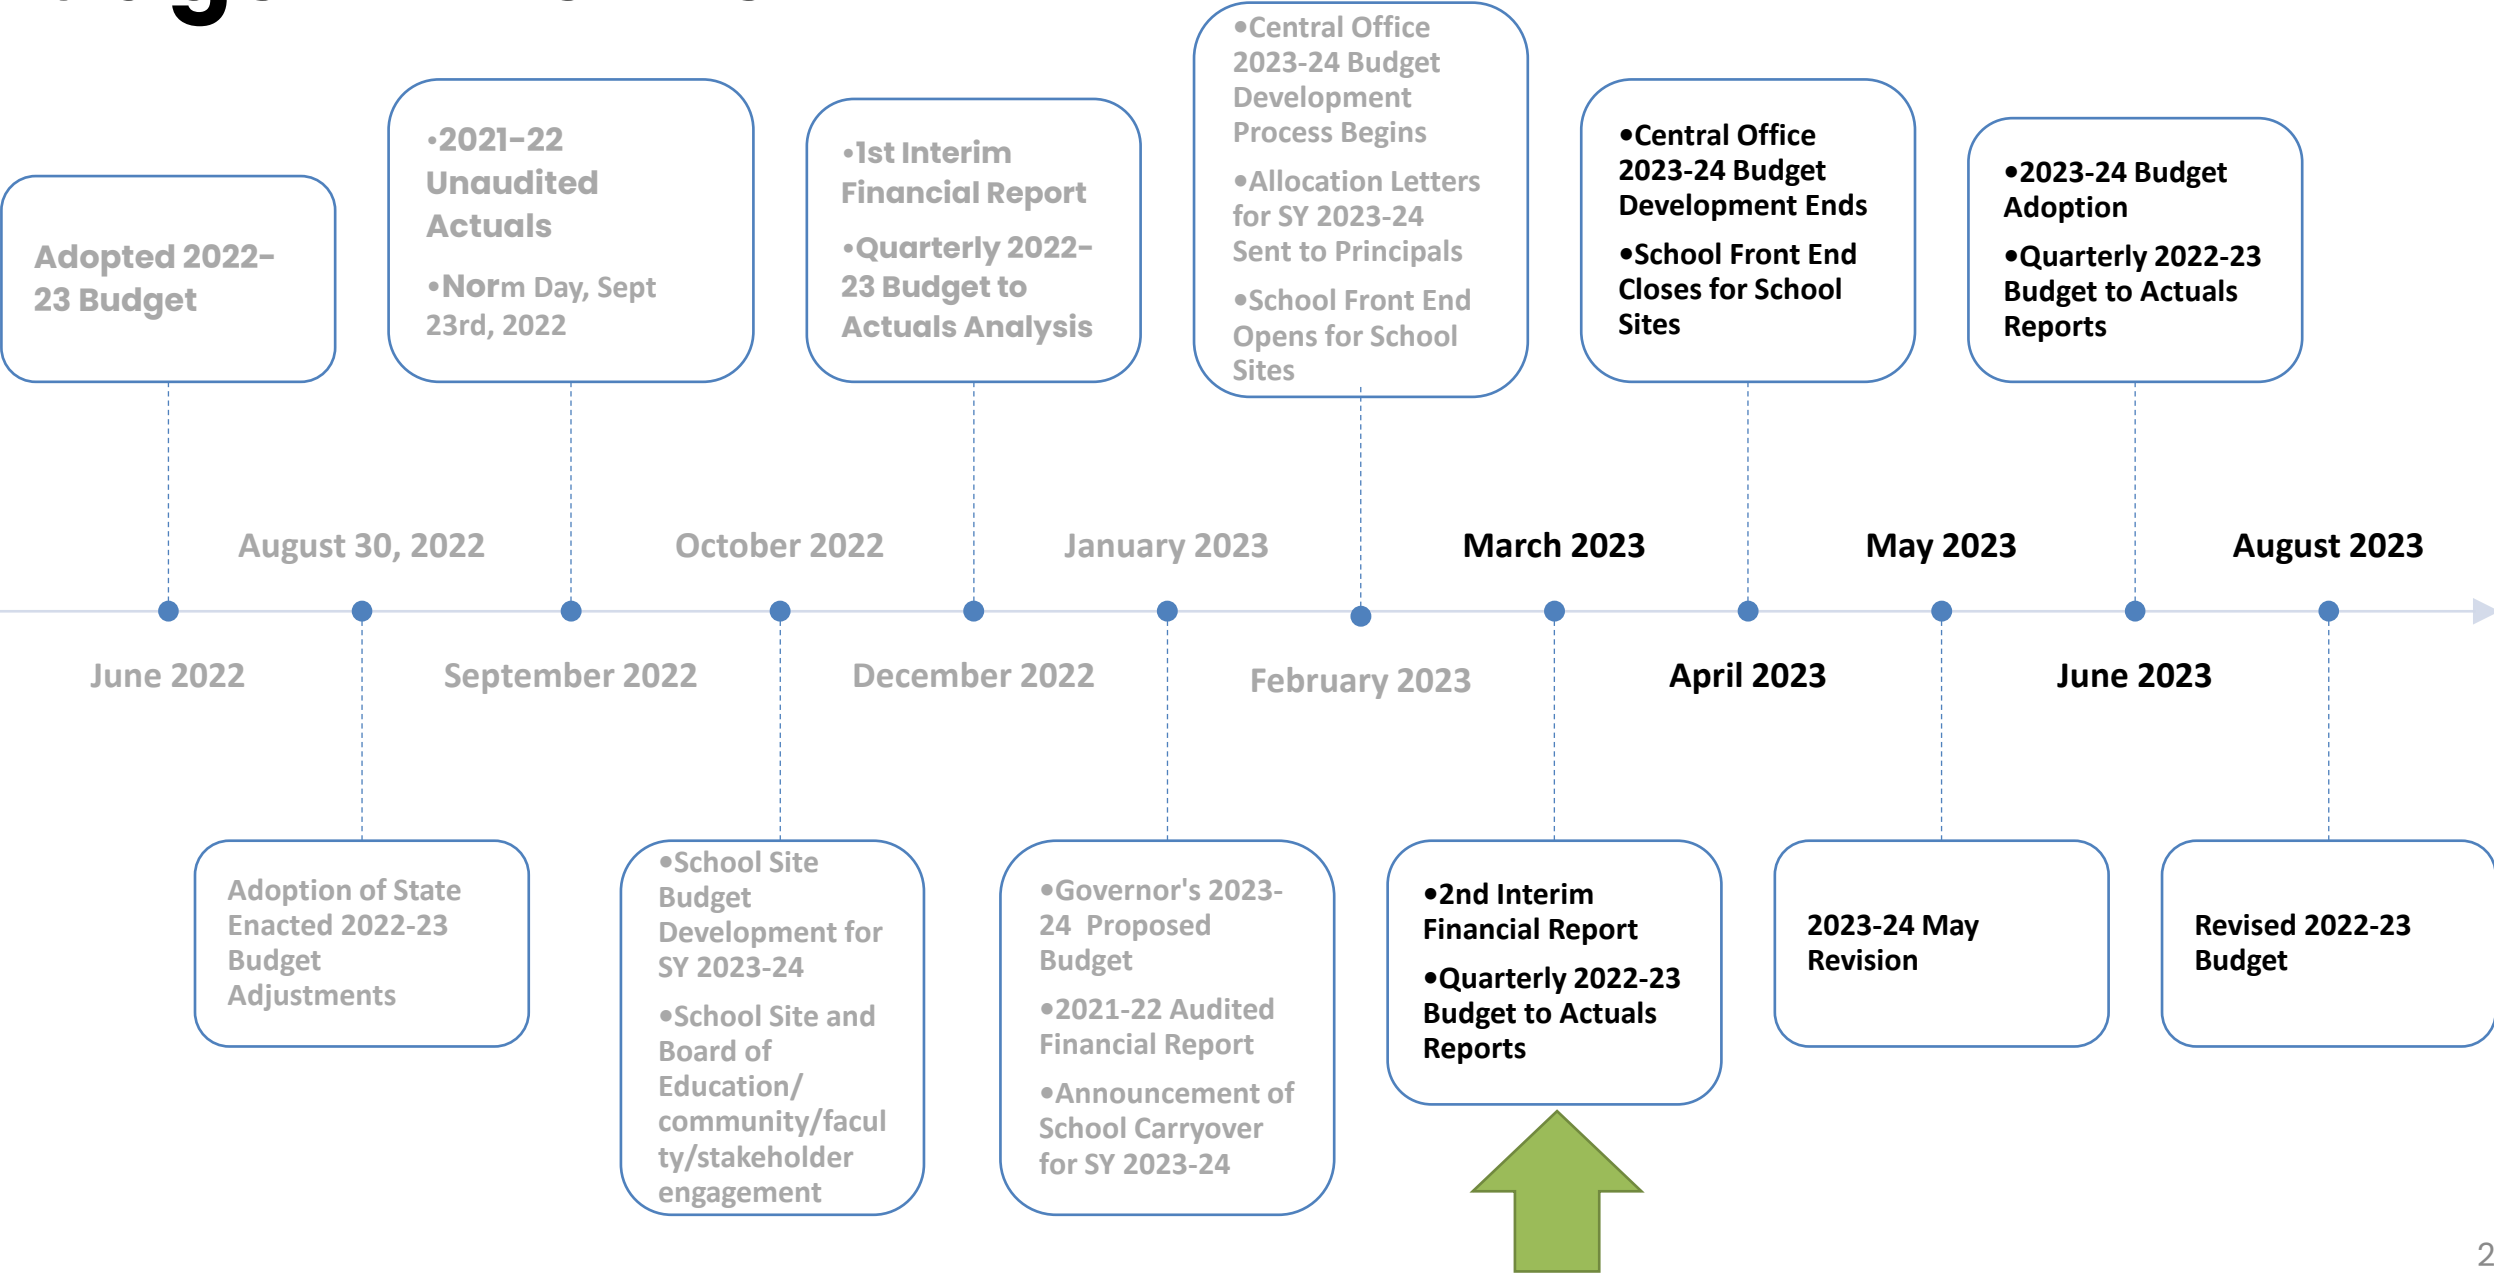 •Central Office
2023-24 Budget
Development
Process Begins
•Allocation Letters
for SY 2023-24
Sent to Principals
•School Front End
Opens for School
Sites
•2021-22
Unaudited
Actuals
•Norm Day, Sept
23rd, 2022
•1st Interim
Financial Report
•Quarterly 2022-
23 Budget to
Actuals Analysis
•Central Office
2023-24 Budget
Development Ends
•School Front End
Closes for School
Sites
•2023-24 Budget
Adoption
•Quarterly 2022-23
Budget to Actuals
Reports
Adopted 2022-
23 Budget
August 30, 2022
October 2022
January 2023
March 2023
May 2023
August 2023
June 2022
September 2022
December 2022
February 2023
April 2023
June 2023
Adoption of State
Enacted 2022-23
Budget
Adjustments
•School Site
Budget
Development for
SY 2023-24
•School Site and
Board of
Education/
community/facul
ty/stakeholder
engagement
•Governor's 2023-
24  Proposed
Budget
•2021-22 Audited
Financial Report
•Announcement of
School Carryover
for SY 2023-24
•2nd Interim
Financial Report
•Quarterly 2022-23
Budget to Actuals
Reports
2023-24 May
Revision
Revised 2022-23
Budget
2